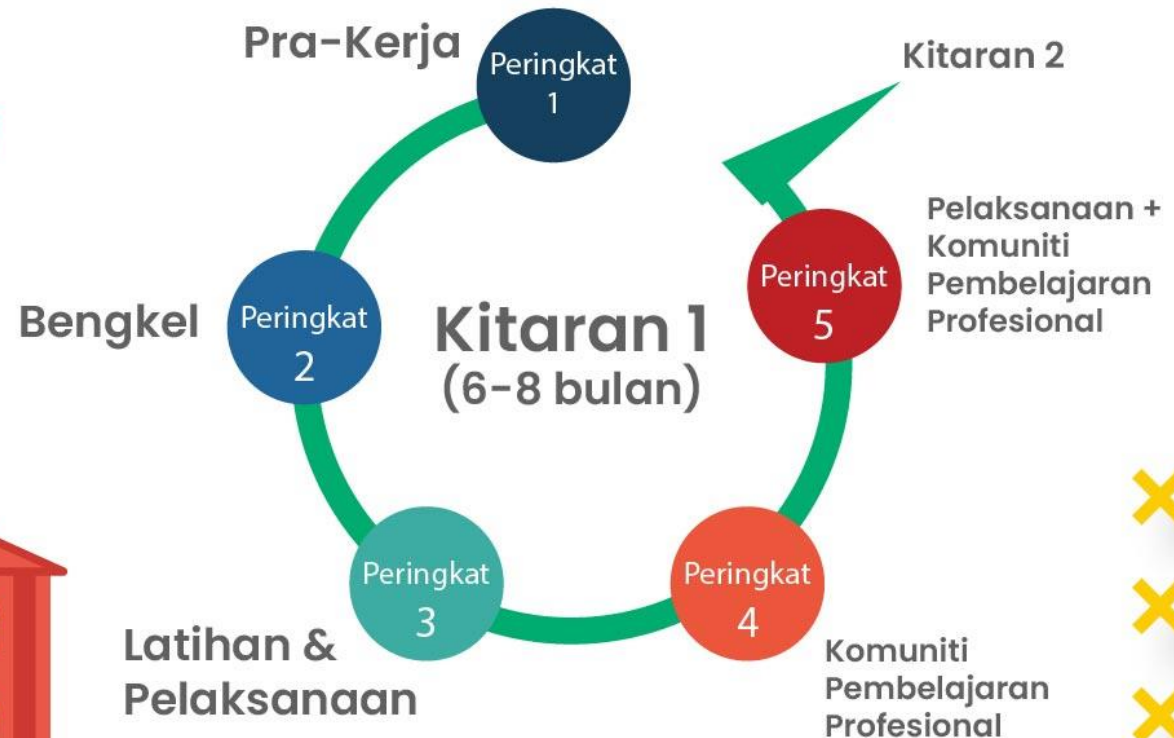 Pra-Kerja
Peringkat
1
Kitaran 2
Bengkel
Peringkat
2
Kitaran 1
(6-8 bulan)
Peringkat
5
Pelaksanaan +
Komuniti
Pembelajaran
Profesional
Peringkat
3
Latihan &
Pelaksanaan
Peringkat
4
Komuniti
Pembelajaran
Profesional